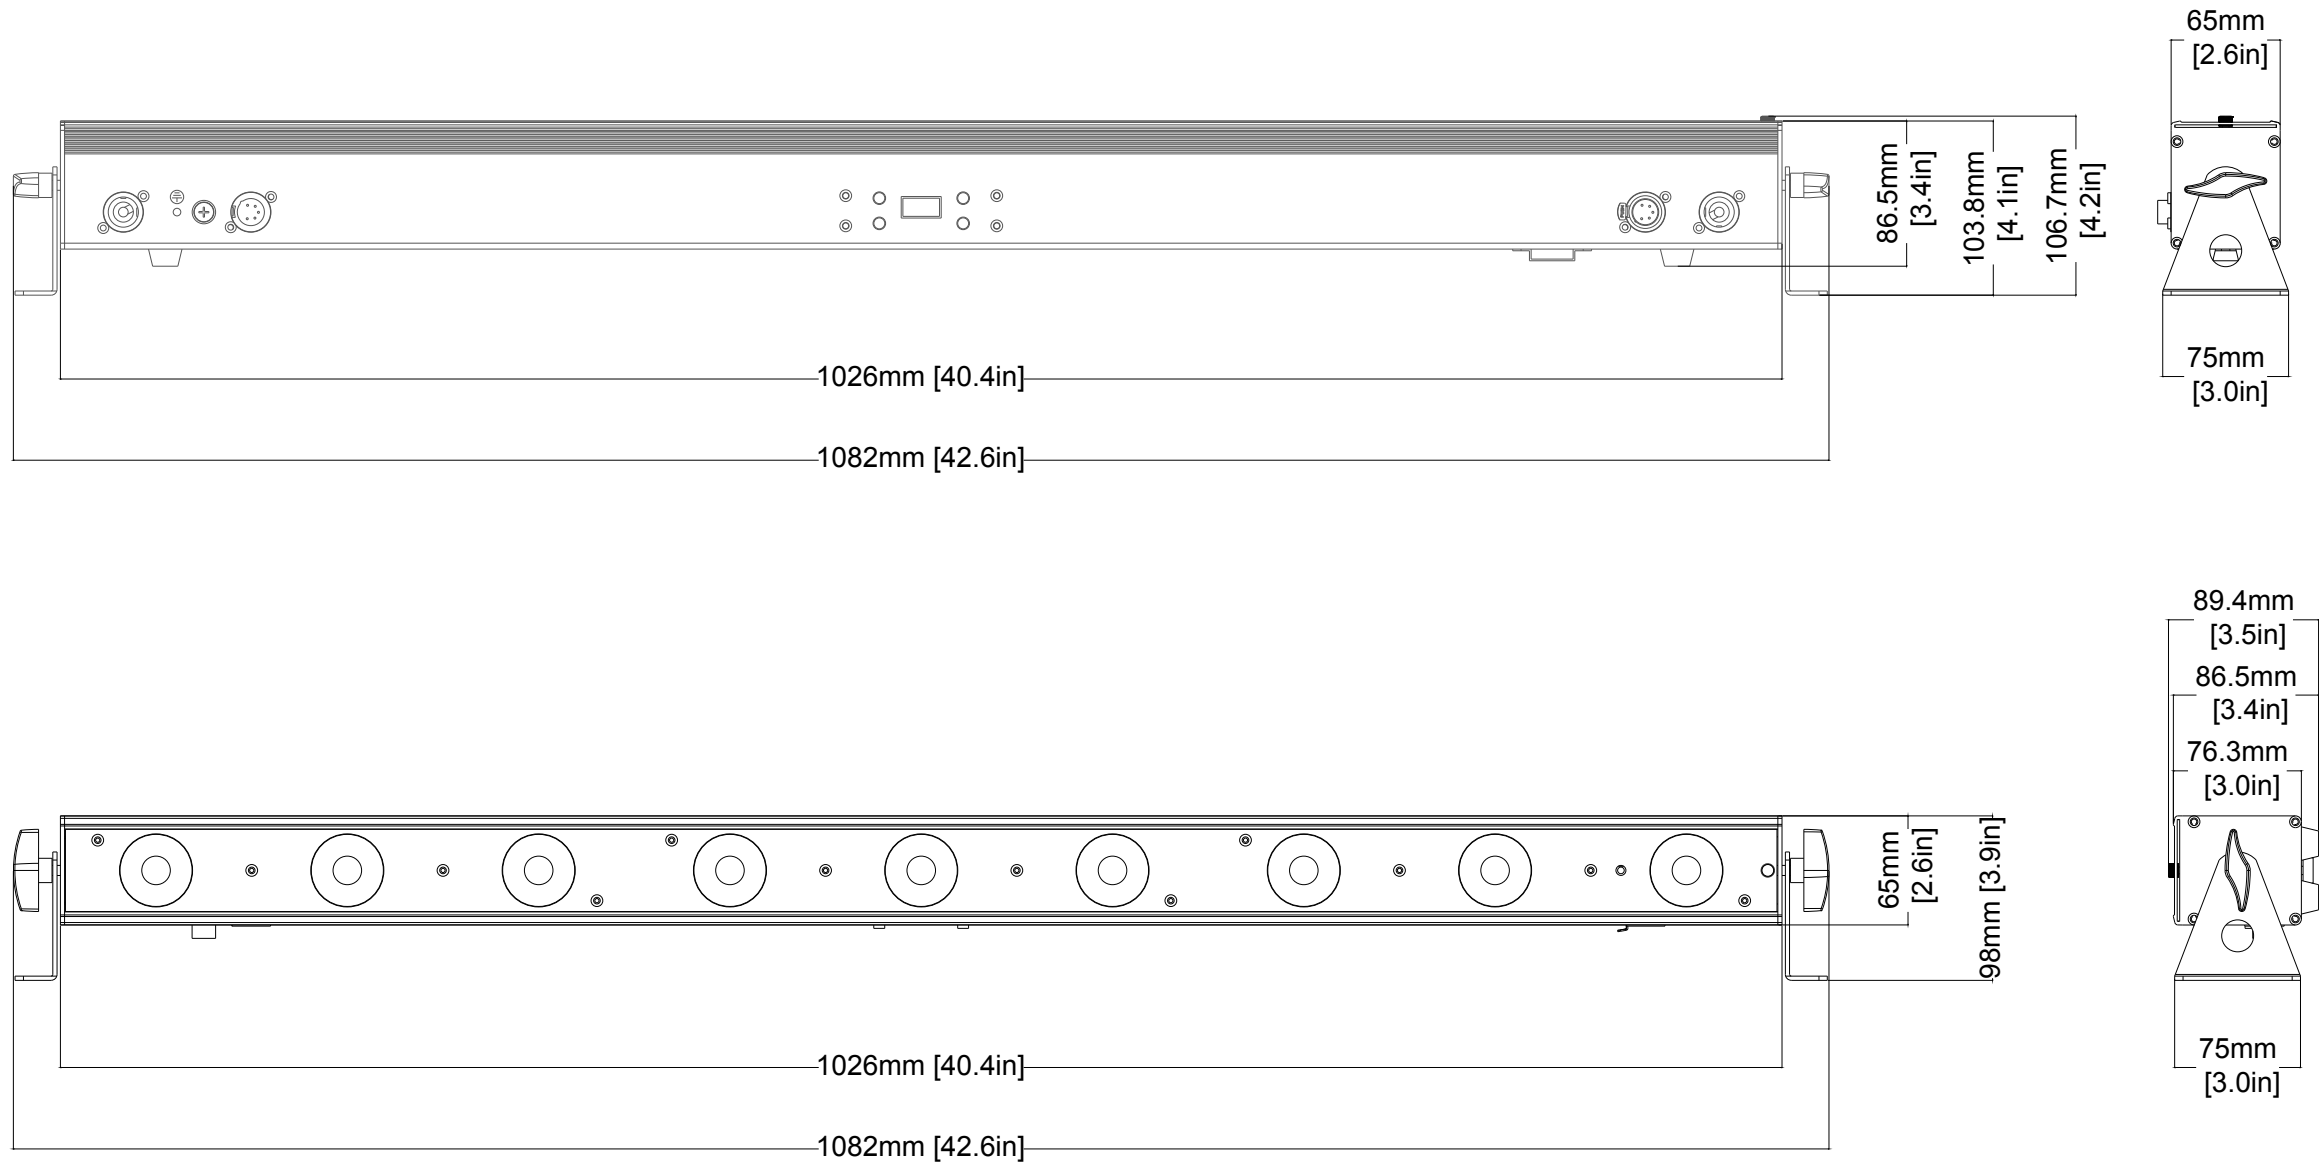 65mm
[2.6in]
86.5mm
[3.4in]
103.8mm
[4.1in]
106.7mm
[4.2in]
1026mm [40.4in]
75mm
[3.0in]
1082mm [42.6in]
89.4mm
[3.5in]
86.5mm
[3.4in]
76.3mm
[3.0in]
65mm
[2.6in]
98mm [3.9in]
1026mm [40.4in]
75mm
[3.0in]
1082mm [42.6in]